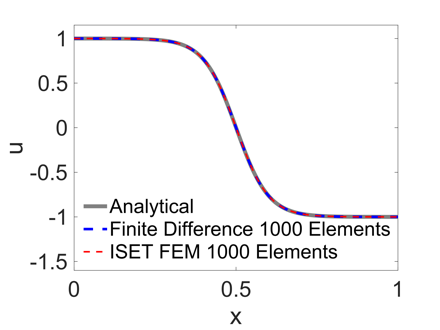 1
0.5
0
-0.5
-1
-1.5
u
Analytical
Finite Difference 1000 Elements
ISET FEM 1000 Elements
0 0.5 1
x